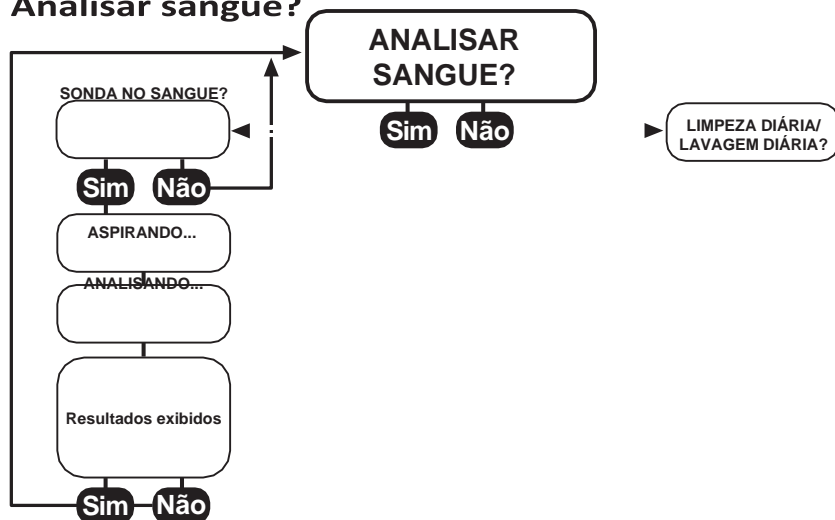 Analisar sangue?
ANALISAR
SANGUE?
Sim Não
SONDA NO SANGUE?
LIMPEZA DIÁRIA/
LAVAGEM DIÁRIA?
Sim Não
ASPIRANDO...
ANALISANDO...
Resultados exibidos
Sim Não